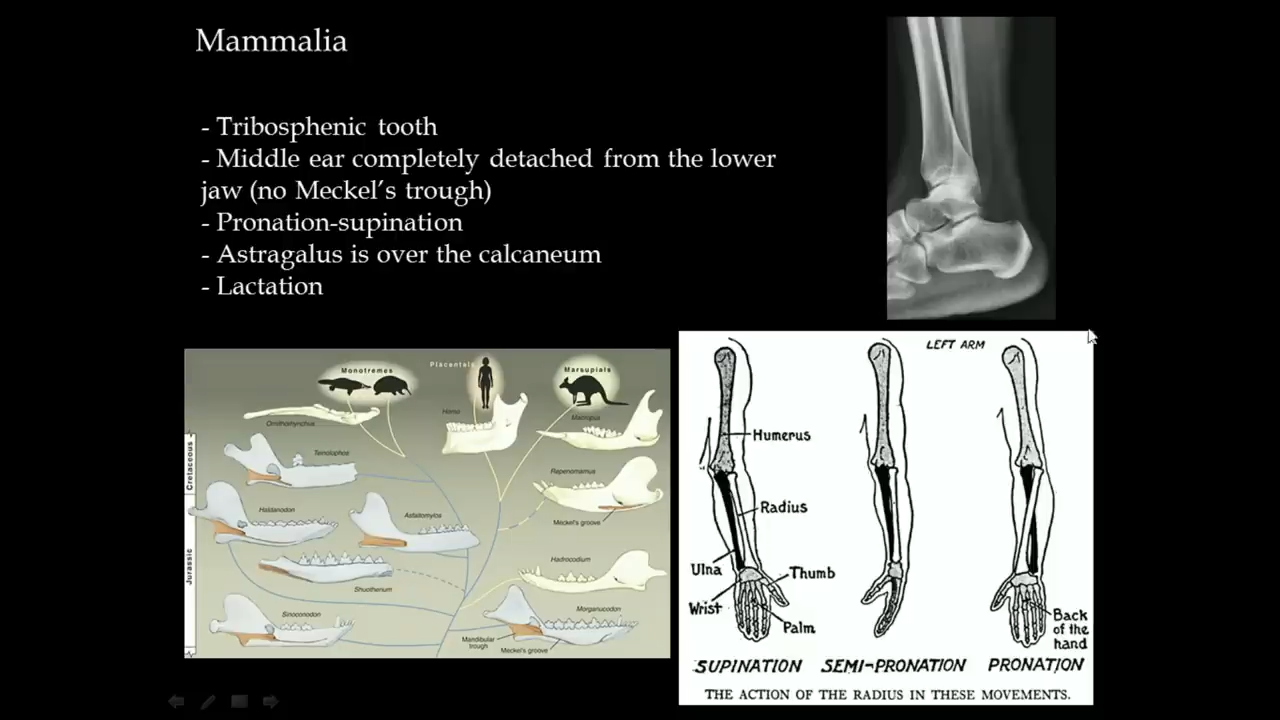 Mammalia
- Tribosphenic tooth
- Middle ear completely detached from the lower
jaw (no Meckel's trough)
- Pronation-supination
- Astragalus is over the calcaneum
- Lactation
Monotremes
Placentals
Marsupials
Ornithorhynchus
Homo
Macropus
Cretaceous
Teinolophos
Repenomamus
Meckel's groove
Haldanodon
Asfaltomylos
Jurassic
Shuotherium
Hadrocodium
Sinoconodon
Morganucodon
Mandibular
trough
Meckel's groove
LEFT ARM
Humerus
Radius
Ulna
Thumb
Wrist
Palm
Back
of the
hand
SUPINATION SEMI-PRONATION PRONATION
THE ACTION OF THE RADIUS IN THESE MOVEMENTS.